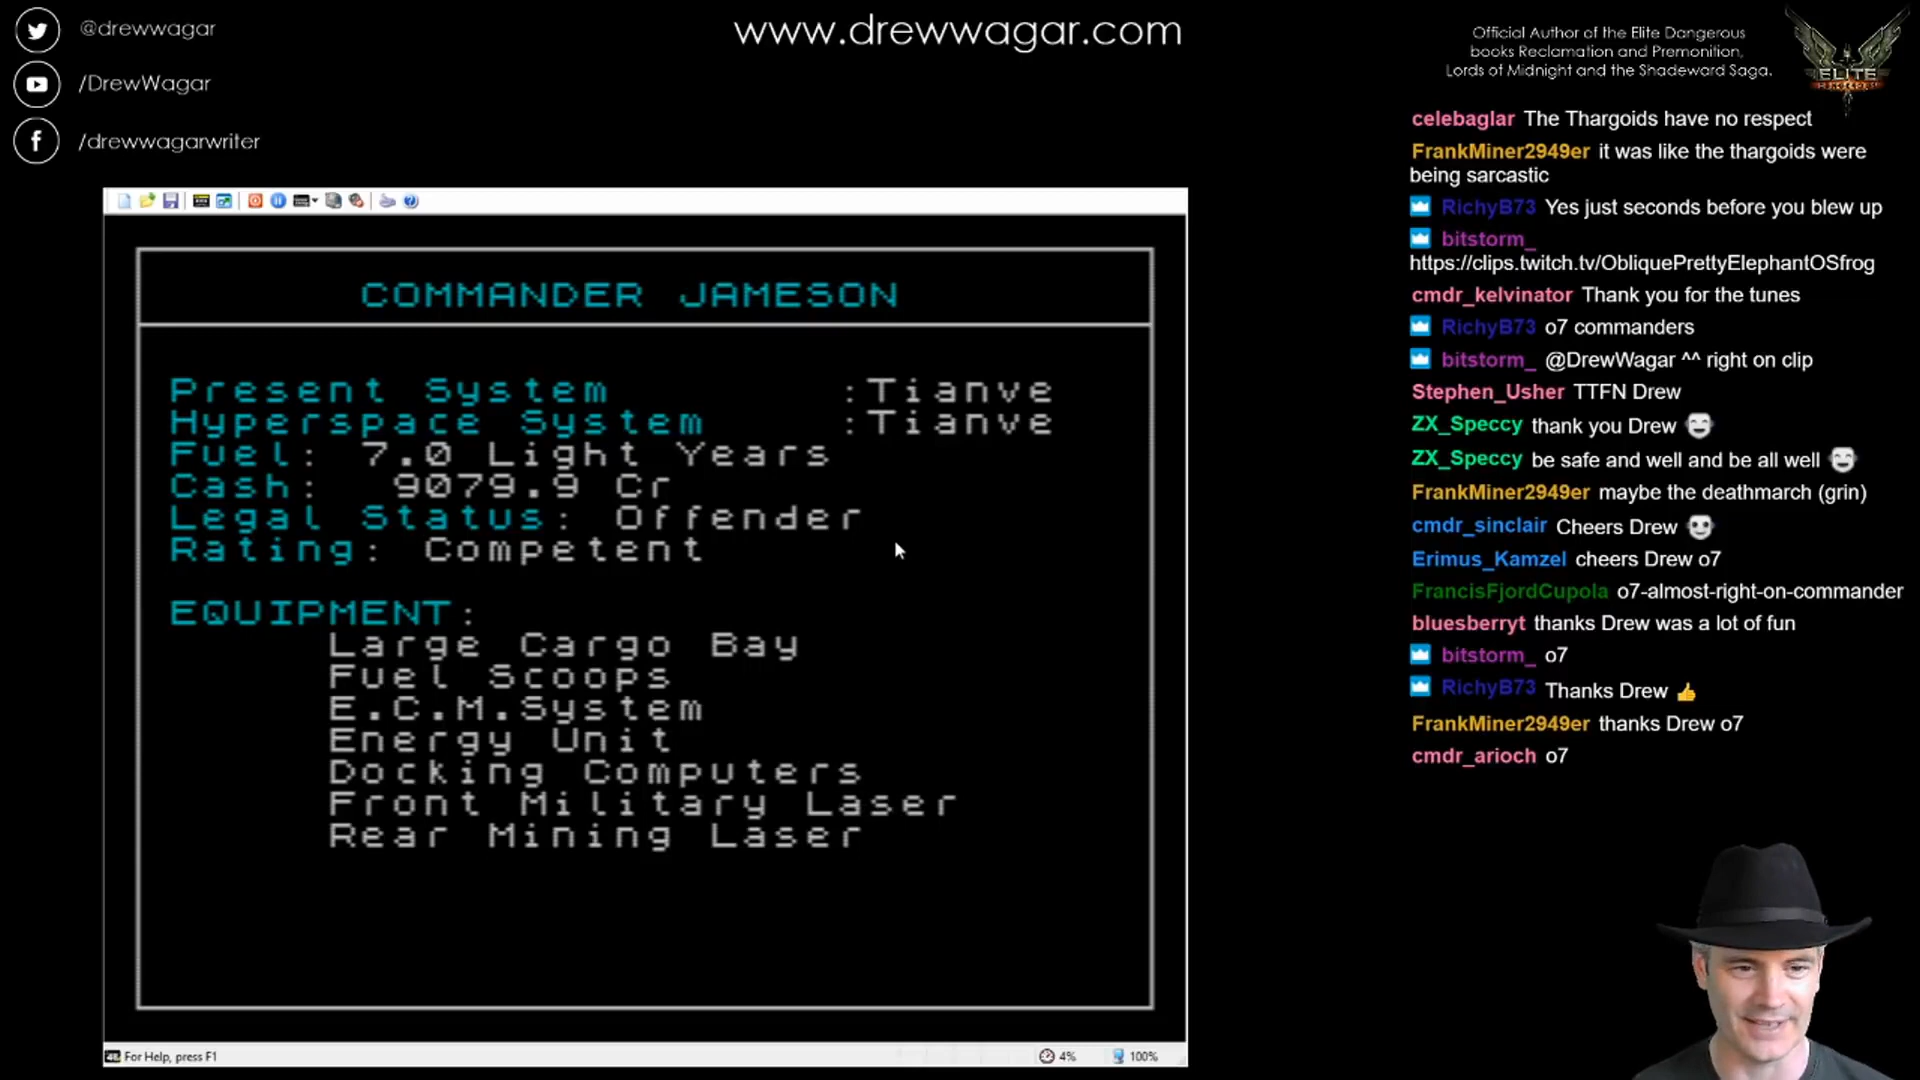 @drewwagar
/DrewWagar
/drewwagarwriter
www.drewwagar.com
Official Author of the Elite Dangerous
books Reclamation and Premonition,
Lords of Midnight and the Shadeward Saga.
ELITE
DANGEROUS
COMMANDER JAMESON
Present System :Tianve
Hyperspace System :Tianve
Fuel: 7.0 Light Years
Cash: 9079.9 Cr
Legal Status: Offender
Rating: Competent
EQUIPMENT:
Large Cargo Bay
Fuel Scoops
E.C.M.System
Energy Unit
Docking Computers
Front Military Laser
Rear Mining Laser
For Help, press F1
4%
100%
celebaglar The Thargoids have no respect
FrankMiner2949er it was like the thargoids were
being sarcastic
RichyB73 Yes just seconds before you blew up
bitstorm_
https://clips.twitch.tv/ObliquePrettyElephantOSfrog
cmdr_kelvinator Thank you for the tunes
RichyB73 o7 commanders
bitstorm_ @DrewWagar ^^ right on clip
Stephen_Usher TTFN Drew
ZX_Speccy thank you Drew
ZX_Speccy be safe and well and be all well
FrankMiner2949er maybe the deathmarch (grin)
cmdr_sinclair Cheers Drew
Erimus_Kamzel cheers Drew o7
FrancisFjordCupola o7-almost-right-on-commander
bluesberryt thanks Drew was a lot of fun
bitstorm_ o7
RichyB73 Thanks Drew 👍
FrankMiner2949er thanks Drew o7
cmdr_arioch o7